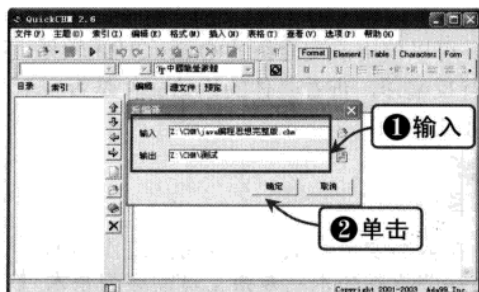 QuickCHM 2.6
文件(F) 主题(O) 索引(I) 编辑(E) 格式(M) 插入(N) 表格(T) 查看(V) 选项(P) 帮助(H)
Format Element Table Characters Form
目录 索引 编辑 源文件 预览
反编译
输入 Z:\CHM\java编程思想完整版.chm
输出 Z:\CHM\测试
确定 取消
❶输入
❷单击
Copyright 2001-2003 Ada99 Inc